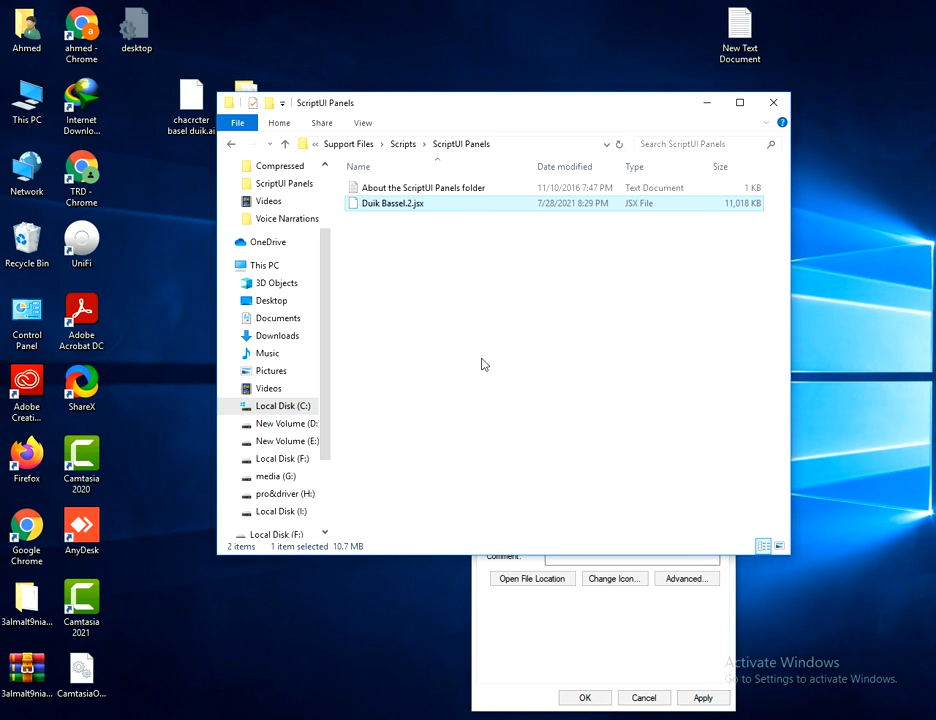 Ahmed
ahmed -
Chrome
desktop
New Text
Document
This PC
Internet
Downlo...
chacrcter
basel duik.ai
Network
TRD -
Chrome
Recycle Bin
UniFi
Control
Panel
Adobe
Acrobat DC
Adobe
Creati...
ShareX
Firefox
Camtasia
2020
Google
Chrome
AnyDesk
3almalt9nia...
Camtasia
2021
3almalt9nia...
CamtasiaO...
ScriptUI Panels
File
Home
Share
View
« Support Files › Scripts › ScriptUI Panels
Search ScriptUI Panels
Name
Date modified
Type
Size
About the ScriptUI Panels folder
11/10/2016 7:47 PM
Text Document
1 KB
Duik Bassel.2.jsx
7/28/2021 8:29 PM
JSX File
11,018 KB
Compressed
ScriptUI Panels
Videos
Voice Narrations
OneDrive
This PC
3D Objects
Desktop
Documents
Downloads
Music
Pictures
Videos
Local Disk (C:)
New Volume (D:
New Volume (E:)
Local Disk (F:)
media (G:)
pro&driver (H:)
Local Disk (I:)
Local Disk (F:)
2 items
1 item selected 10.7 MB
Comment:
Open File Location
Change Icon...
Advanced...
OK
Cancel
Apply
Activate Windows
Go to Settings to activate Windows.